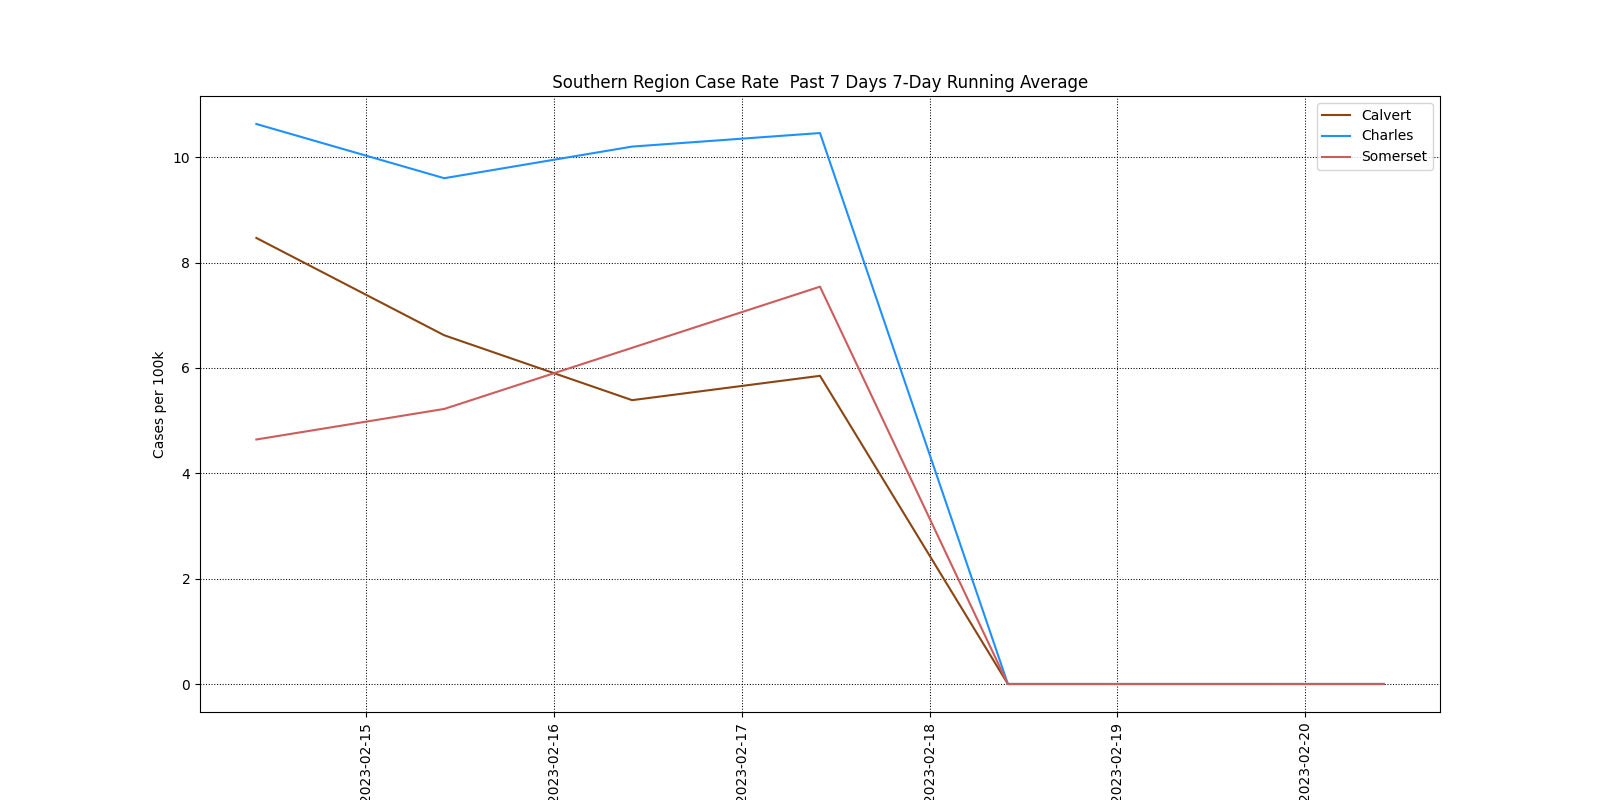 Southern Region Case Rate  Past 7 Days 7-Day Running Average
Calvert
Charles
Somerset
Cases per 100k
10
8
6
4
2
0
2023-02-15
2023-02-16
2023-02-17
2023-02-18
2023-02-19
2023-02-20